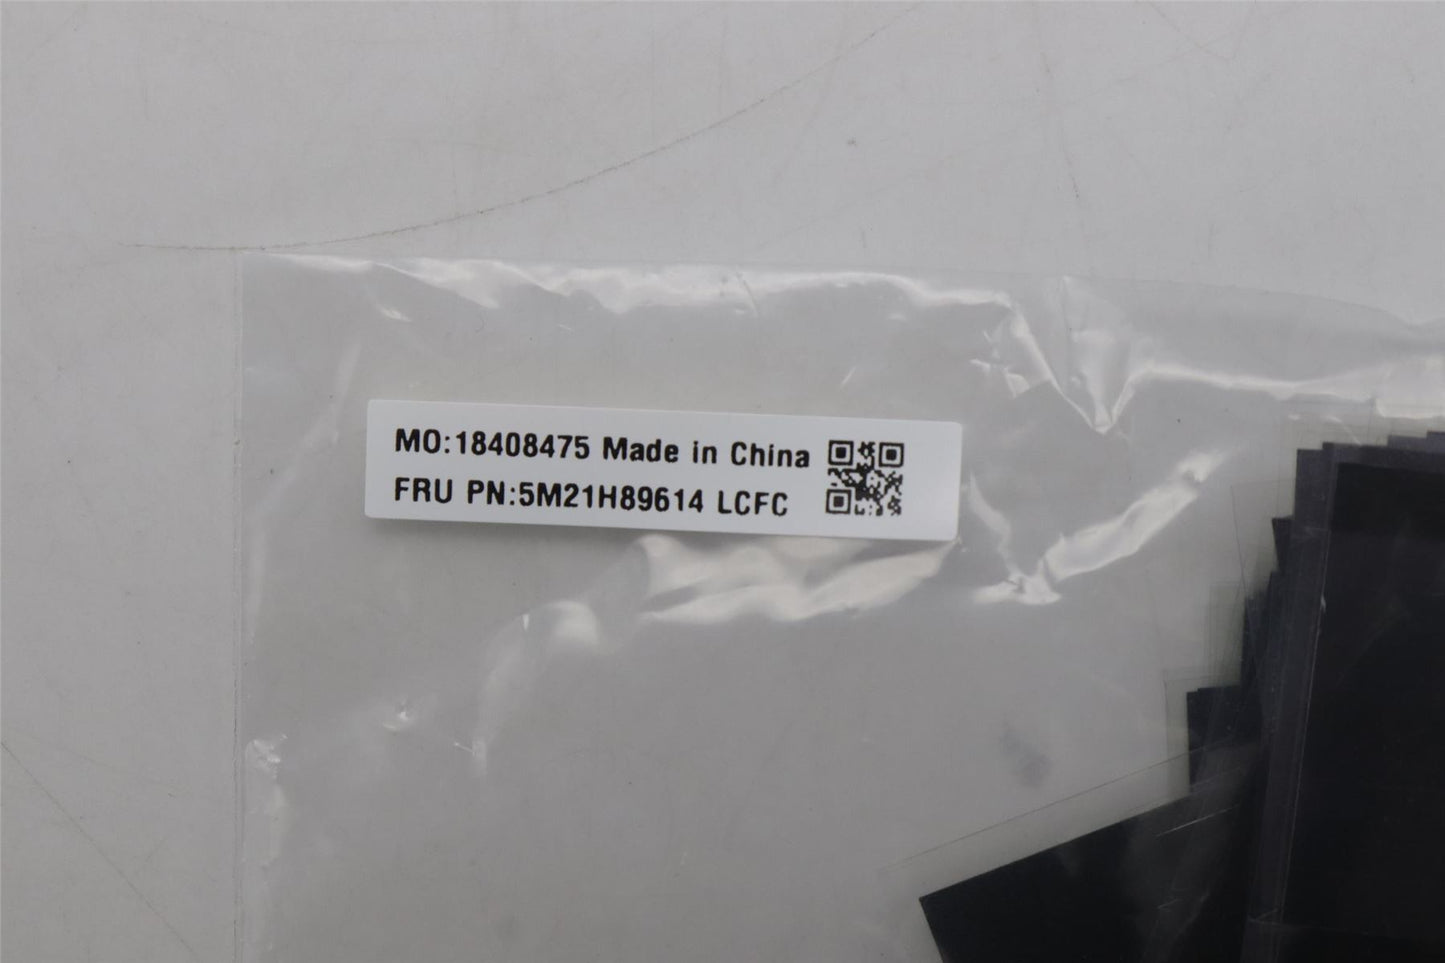 MO:18408475 Made in China
FRU PN:5M21H89614 LCFC